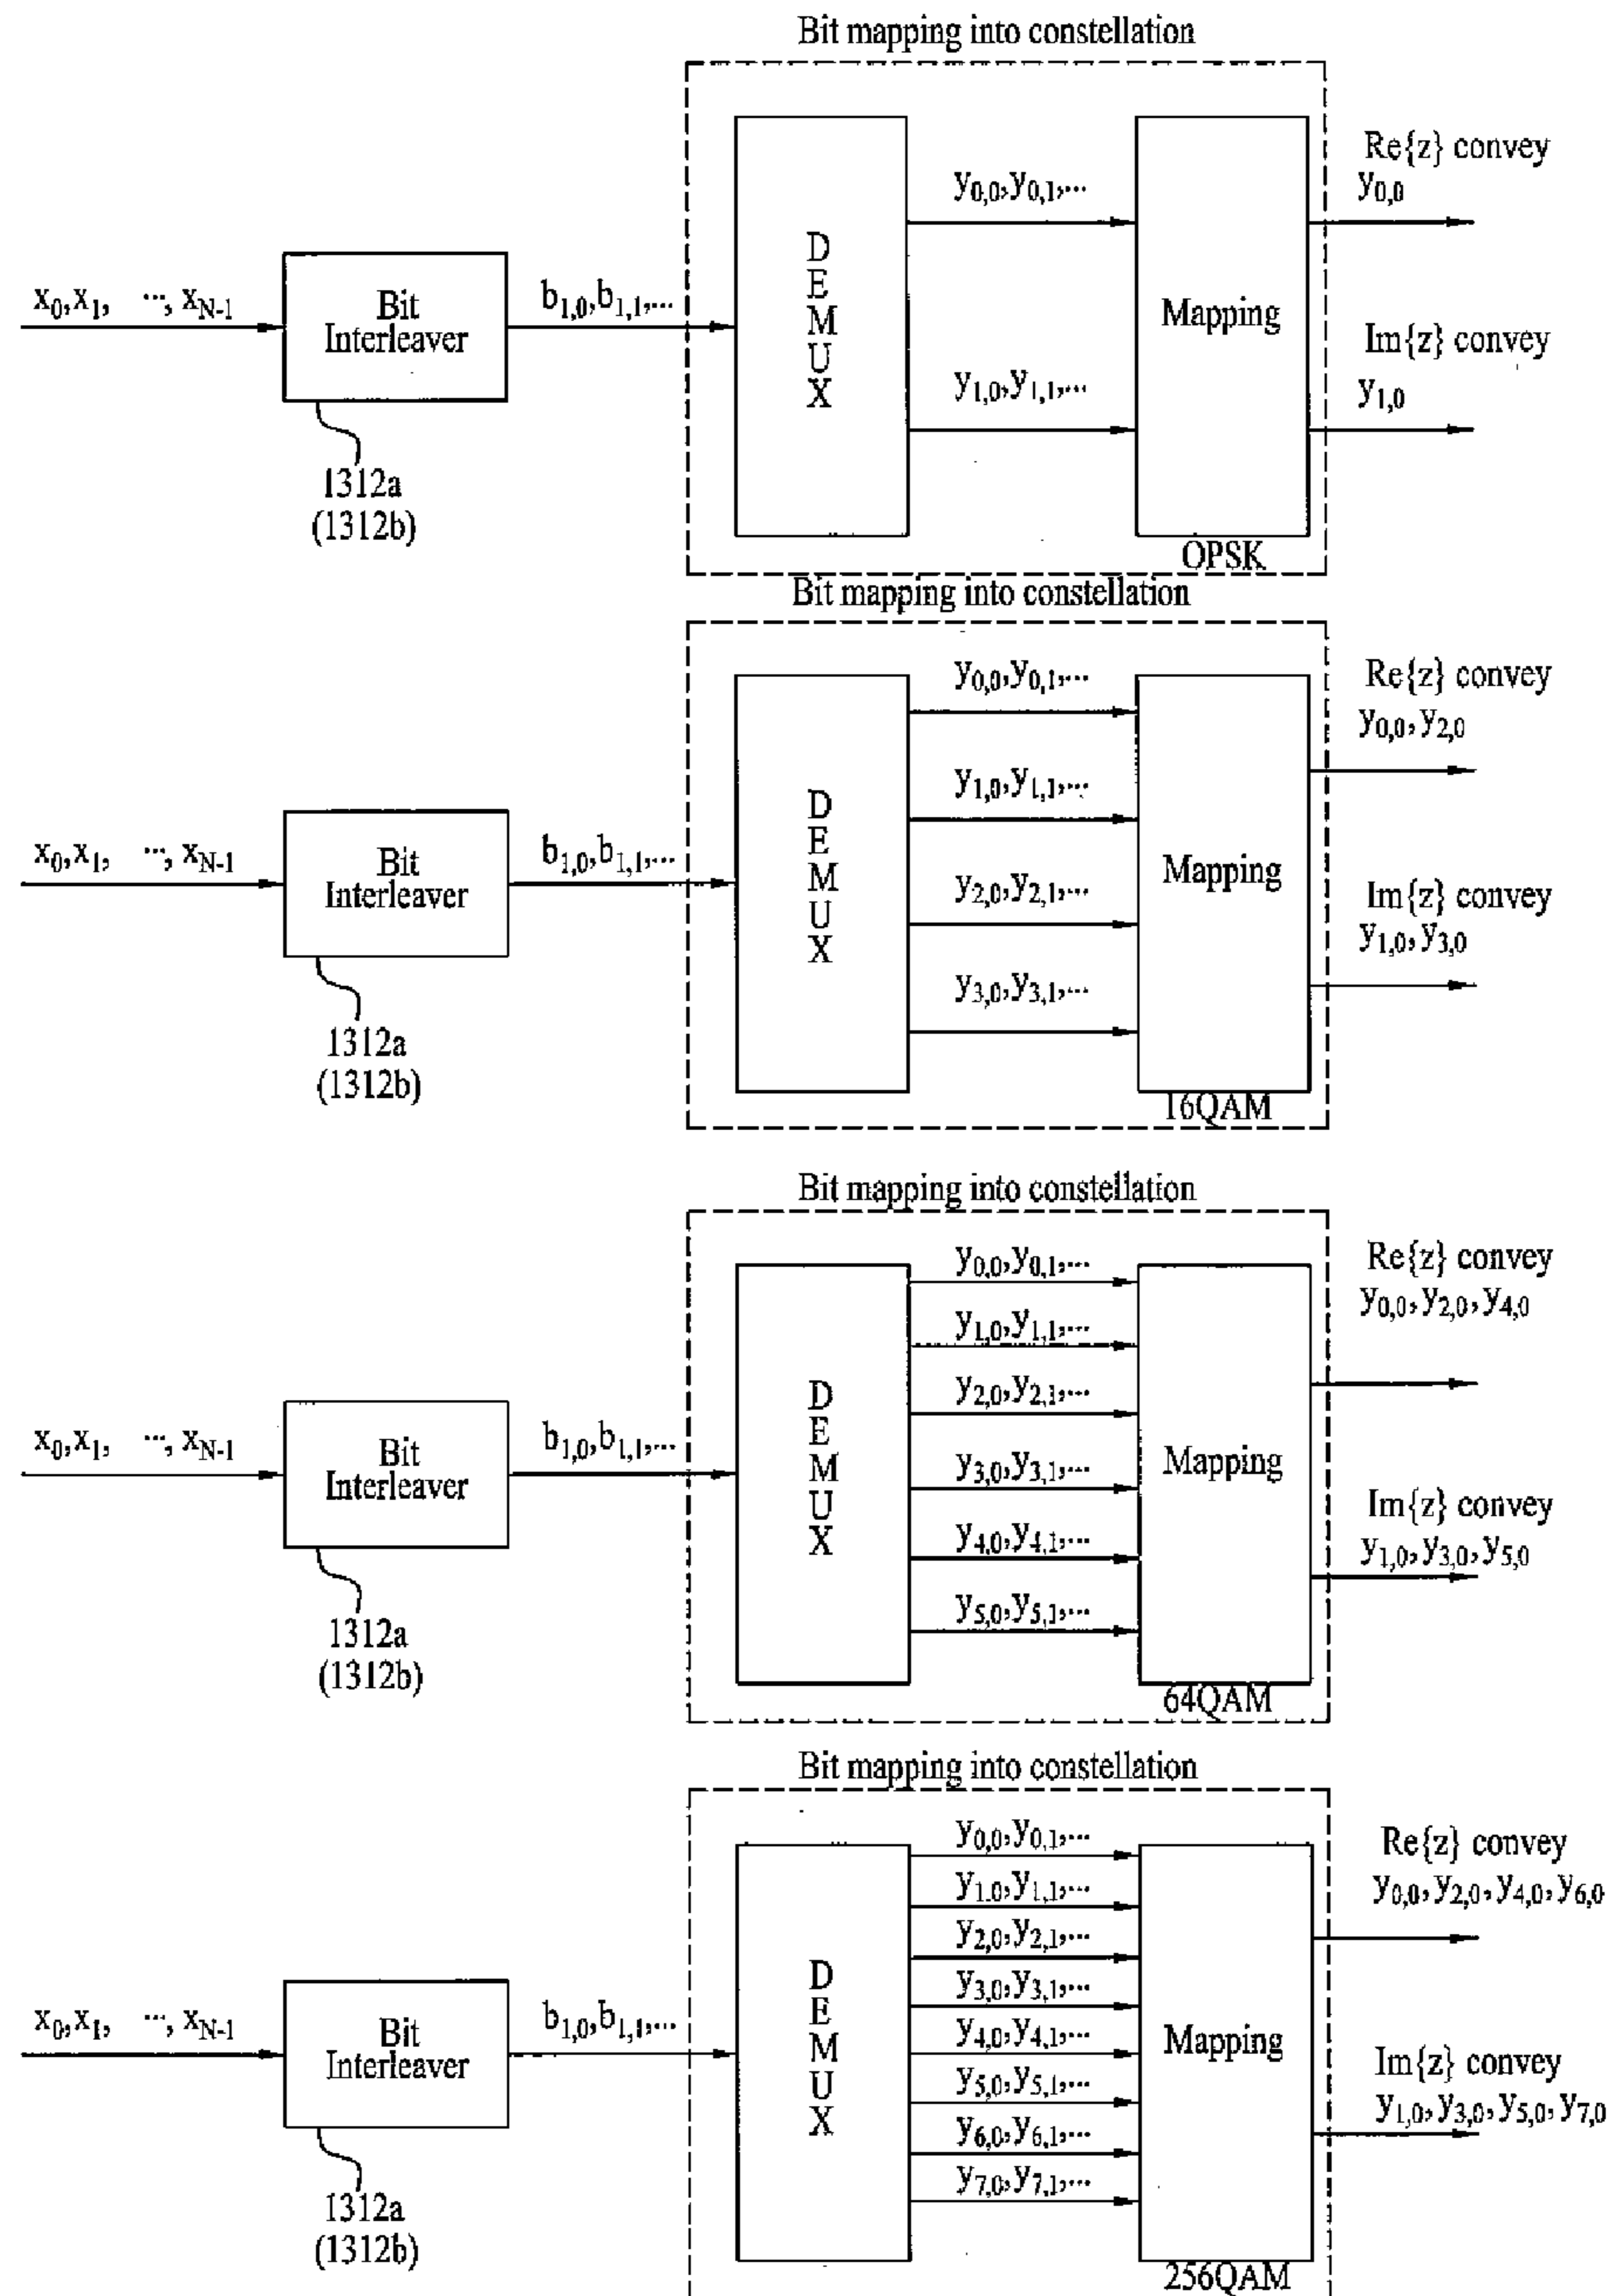 Bit mapping into constellation
x0,x1, ..., xN-1
Bit
Interleaver
1312a
(1312b)
b1,0,b1,1,...
D
E
M
U
X
y0,0,y0,1,...
y1,0,y1,1,...
Mapping
OPSK
Re{z} convey
y0,0
Im{z} convey
y1,0
Bit mapping into constellation
x0,x1, ..., xN-1
Bit
Interleaver
1312a
(1312b)
b1,0,b1,1,...
D
E
M
U
X
y0,0,y0,1,...
y1,0,y1,1,...
y2,0,y2,1,...
y3,0,y3,1,...
Mapping
16QAM
Re{z} convey
y0,0,y2,0
Im{z} convey
y1,0,y3,0
Bit mapping into constellation
x0,x1, ..., xN-1
Bit
Interleaver
1312a
(1312b)
b1,0,b1,1,...
D
E
M
U
X
y0,0,y0,1,...
y1,0,y1,1,...
y2,0,y2,1,...
y3,0,y3,1,...
y4,0,y4,1,...
y5,0,y5,1,...
Mapping
64QAM
Re{z} convey
y0,0,y2,0,y4,0
Im{z} convey
y1,0,y3,0,y5,0
Bit mapping into constellation
x0,x1, ..., xN-1
Bit
Interleaver
1312a
(1312b)
b1,0,b1,1,...
D
E
M
U
X
y0,0,y0,1,...
y1,0,y1,1,...
y2,0,y2,1,...
y3,0,y3,1,...
y4,0,y4,1,...
y5,0,y5,1,...
y6,0,y6,1,...
y7,0,y7,1,...
Mapping
256QAM
Re{z} convey
y0,0,y2,0,y4,0,y6,0
Im{z} convey
y1,0,y3,0,y5,0,y7,0